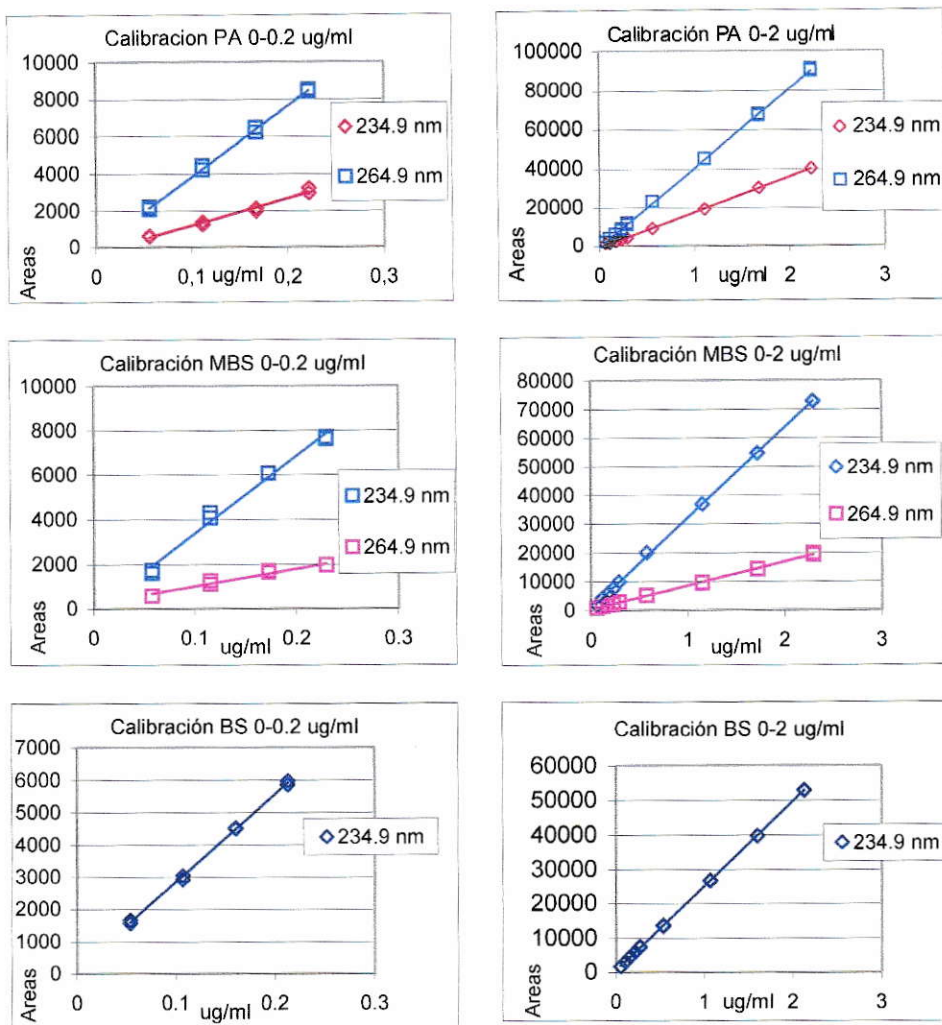 Calibracion PA 0-0.2 ug/ml
10000
8000
6000
4000
2000
0
0
0,1
0,2
0,3
ug/ml
Areas
234.9 nm
264.9 nm
Calibración PA 0-2 ug/ml
100000
80000
60000
40000
20000
0
0
1
2
3
ug/ml
Areas
234.9 nm
264.9 nm
Calibración MBS 0-0.2 ug/ml
10000
8000
6000
4000
2000
0
0
0.1
0.2
0.3
ug/ml
Areas
234.9 nm
264.9 nm
Calibración MBS 0-2 ug/ml
80000
70000
60000
50000
40000
30000
20000
10000
0
0
1
2
3
ug/ml
Areas
234.9 nm
264.9 nm
Calibración BS 0-0.2 ug/ml
7000
6000
5000
4000
3000
2000
1000
0
0
0.1
0.2
0.3
ug/ml
Areas
234.9 nm
Calibración BS 0-2 ug/ml
60000
50000
40000
30000
20000
10000
0
0
1
2
3
ug/ml
Areas
234.9 nm